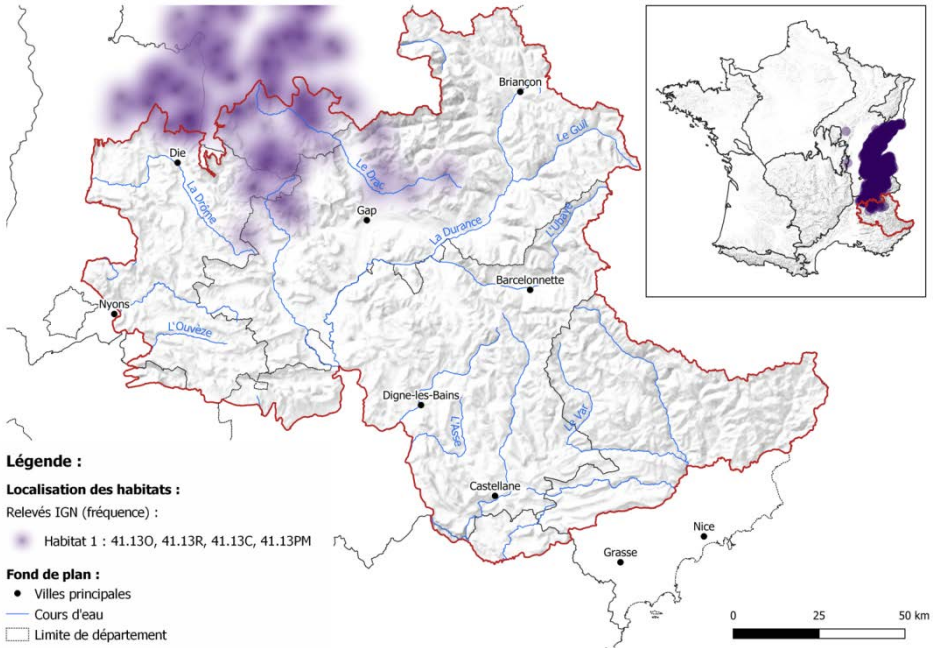 Briançon
Le Guil
Die
Le Drac
La Drôme
Gap
La Durance
L'Ubaye
Barcelonnette
Nyons
L'Ouvèze
Digne-les-Bains
L'Asse
Le Var
Castellane
Nice
Grasse
Légende :
Localisation des habitats :
Relevés IGN (fréquence) :
Habitat 1 : 41.13O, 41.13R, 41.13C, 41.13PM
Fond de plan :
Villes principales
Cours d'eau
Limite de département
0 25 50 km